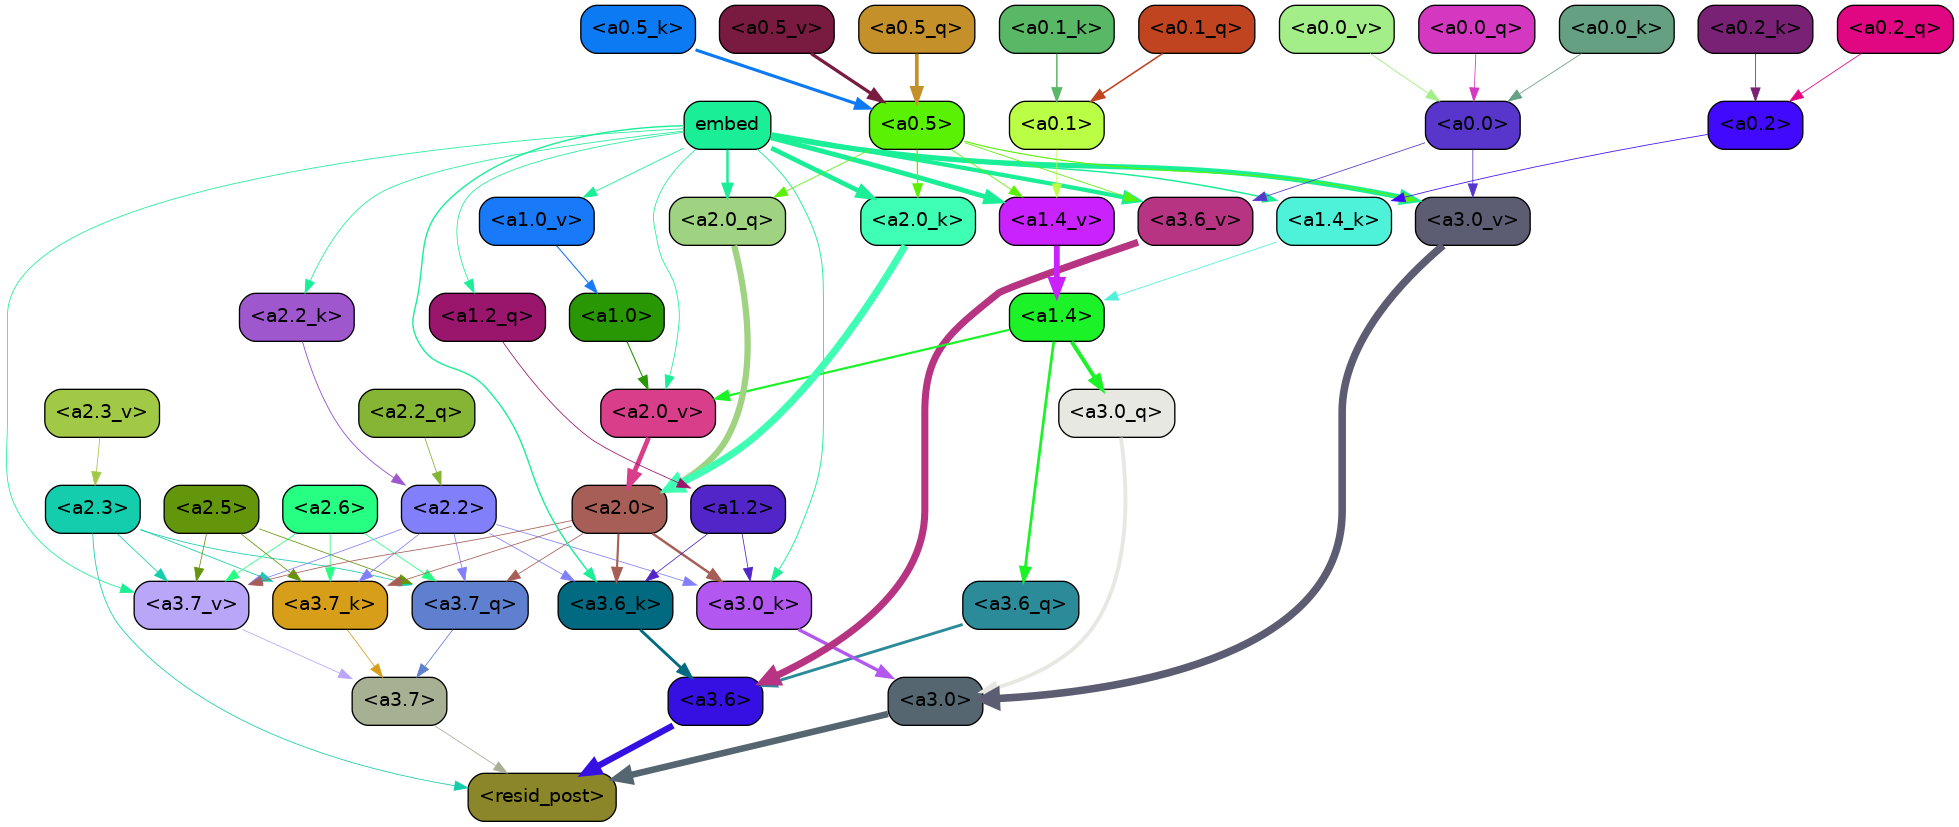 <a0.5_k> <a0.5_v> <a0.5_q> <a0.1_k> <a0.1_q> <a0.0_v> <a0.0_q> <a0.0_k> <a0.2_k> <a0.2_q>
embed <a0.5> <a0.1> <a0.0> <a0.2>
<a1.0_v> <a2.0_q> <a2.0_k> <a1.4_v> <a3.6_v> <a1.4_k> <a3.0_v>
<a2.2_k> <a1.2_q> <a1.0> <a1.4>
<a2.3_v> <a2.2_q> <a2.0_v> <a3.0_q>
<a2.3> <a2.5> <a2.6> <a2.2> <a2.0> <a1.2>
<a3.7_v> <a3.7_k> <a3.7_q> <a3.6_k> <a3.0_k> <a3.6_q>
<a3.7> <a3.6> <a3.0>
<resid_post>